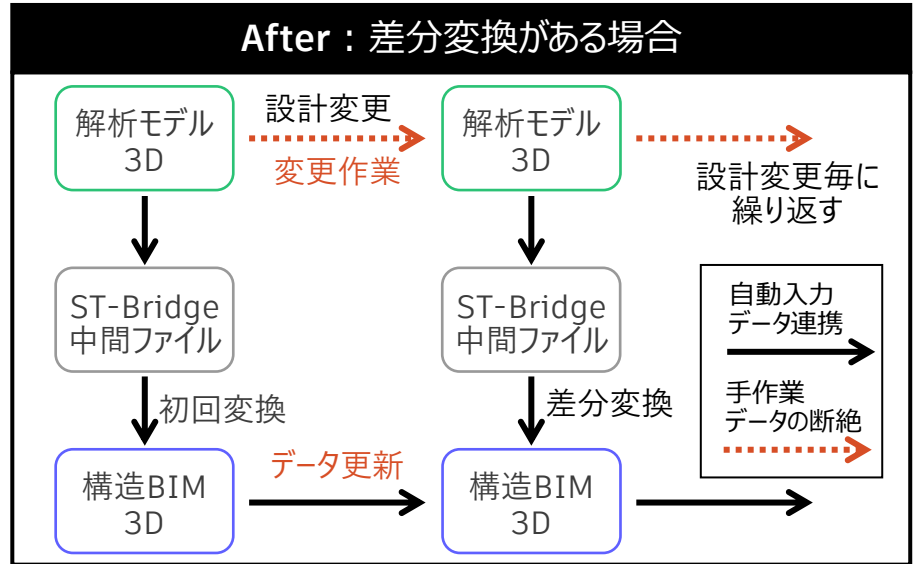 After：差分変換がある場合
解析モデル
3D
設計変更
変更作業
解析モデル
3D
設計変更毎に
繰り返す
ST-Bridge
中間ファイル
ST-Bridge
中間ファイル
自動入力
データ連携
手作業
データの断絶
初回変換
差分変換
構造BIM
3D
データ更新
構造BIM
3D